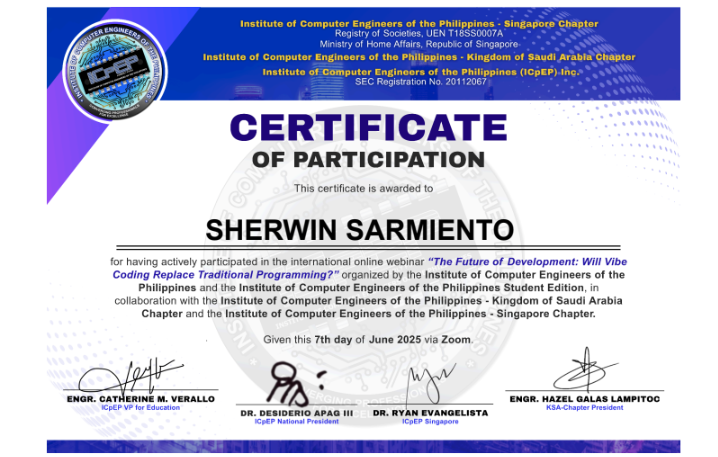 Institute of Computer Engineers of the Philippines - Singapore Chapter
Registry of Societies, UEN T18SS0007A
Ministry of Home Affairs, Republic of Singapore
Institute of Computer Engineers of the Philippines - Kingdom of Saudi Arabia Chapter
Institute of Computer Engineers of the Philippines (ICpEP) Inc.
SEC Registration No. 20112067
INSTITUTE OF COMPUTER ENGINEERS OF THE PHILIPPINES
ICpEP
CERTIFICATE
OF PARTICIPATION
This certificate is awarded to
SHERWIN SARMIENTO
for having actively participated in the international online webinar “The Future of Development: Will Vibe
Coding Replace Traditional Programming?” organized by the Institute of Computer Engineers of the
Philippines and the Institute of Computer Engineers of the Philippines Student Edition, in
collaboration with the Institute of Computer Engineers of the Philippines - Kingdom of Saudi Arabia
Chapter and the Institute of Computer Engineers of the Philippines - Singapore Chapter.
Given this 7th day of June 2025 via Zoom.
ENGR. CATHERINE M. VERALLO
ICpEP VP for Education
DR. DESIDERIO APAG III
ICpEP National President
DR. RYAN EVANGELISTA
ICpEP Singapore
ENGR. HAZEL GALAS LAMPITOC
KSA-Chapter President